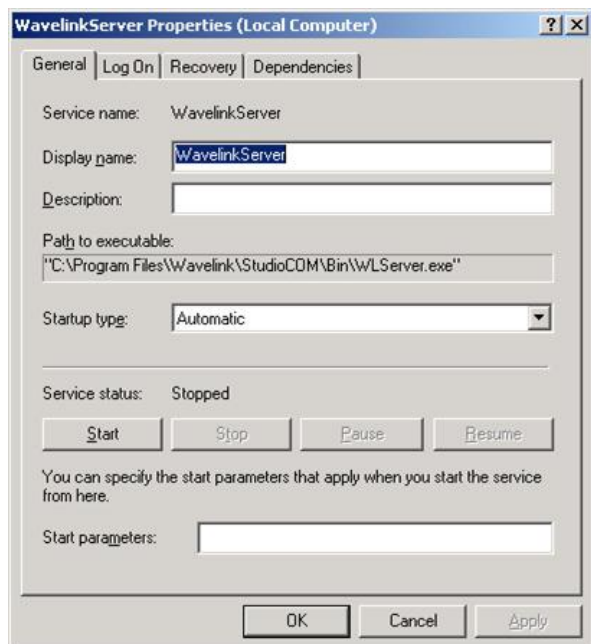 WavelinkServer Properties (Local Computer)
General Log On Recovery Dependencies
Service name: WavelinkServer
Display name: WavelinkServer
Description:
Path to executable:
"C:\Program Files\Wavelink\StudioCOM\Bin\WLServer.exe"
Startup type: Automatic
Service status: Stopped
Start Stop Pause Resume
You can specify the start parameters that apply when you start the service
from here.
Start parameters:
OK Cancel Apply